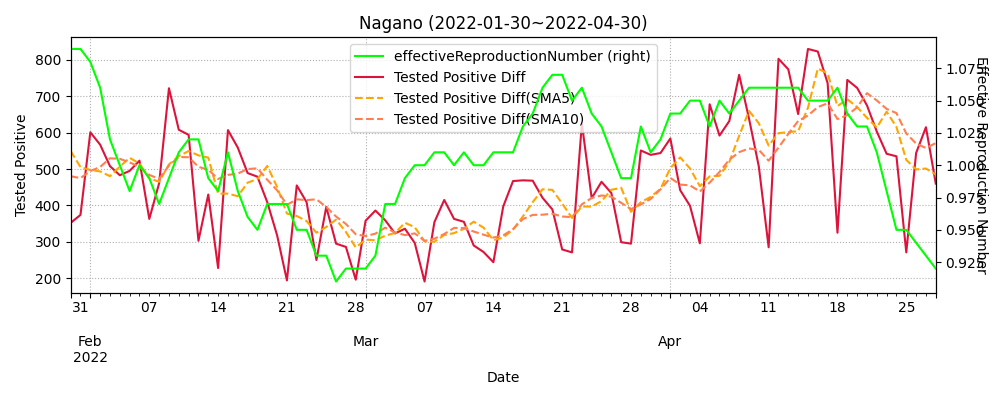 Nagano (2022-01-30~2022-04-30)
effectiveReproductionNumber (right)
Tested Positive Diff
Tested Positive Diff(SMA5)
Tested Positive Diff(SMA10)
Tested Positive
800
700
600
500
400
300
200
1.075
1.050
1.025
1.000
0.975
0.950
0.925
Effective Reproduction Number
31 07 14 21 28 07 14 21 28 04 11 18 25
Feb Mar Apr
2022
Date